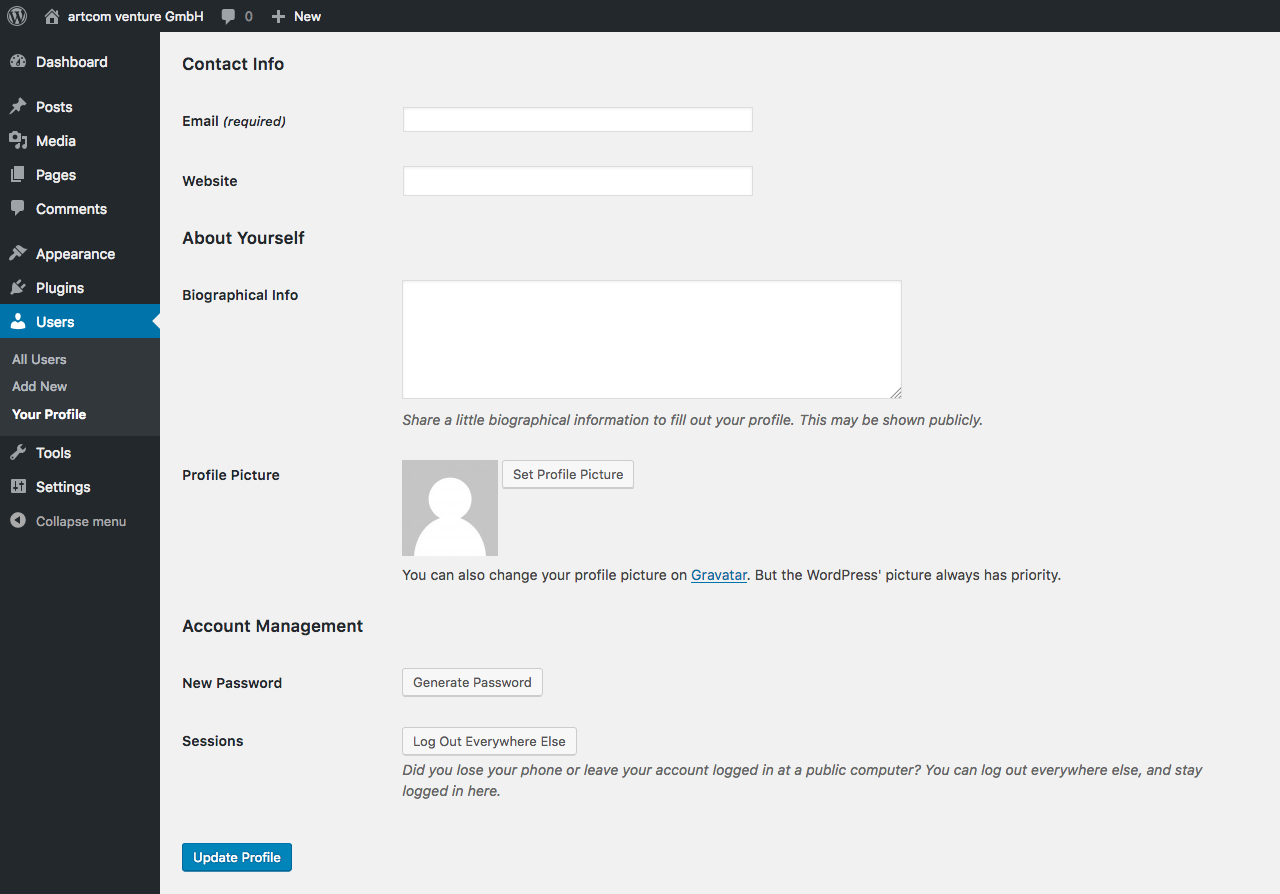 artcom venture GmbH 0 New
Dashboard
Posts
Media
Pages
Comments
Appearance
Plugins
Users
All Users
Add New
Your Profile
Tools
Settings
Collapse menu
Contact Info
Email (required)
Website
About Yourself
Biographical Info
Share a little biographical information to fill out your profile. This may be shown publicly.
Profile Picture
Set Profile Picture
You can also change your profile picture on Gravatar. But the WordPress' picture always has priority.
Account Management
New Password
Generate Password
Sessions
Log Out Everywhere Else
Did you lose your phone or leave your account logged in at a public computer? You can log out everywhere else, and stay
logged in here.
Update Profile